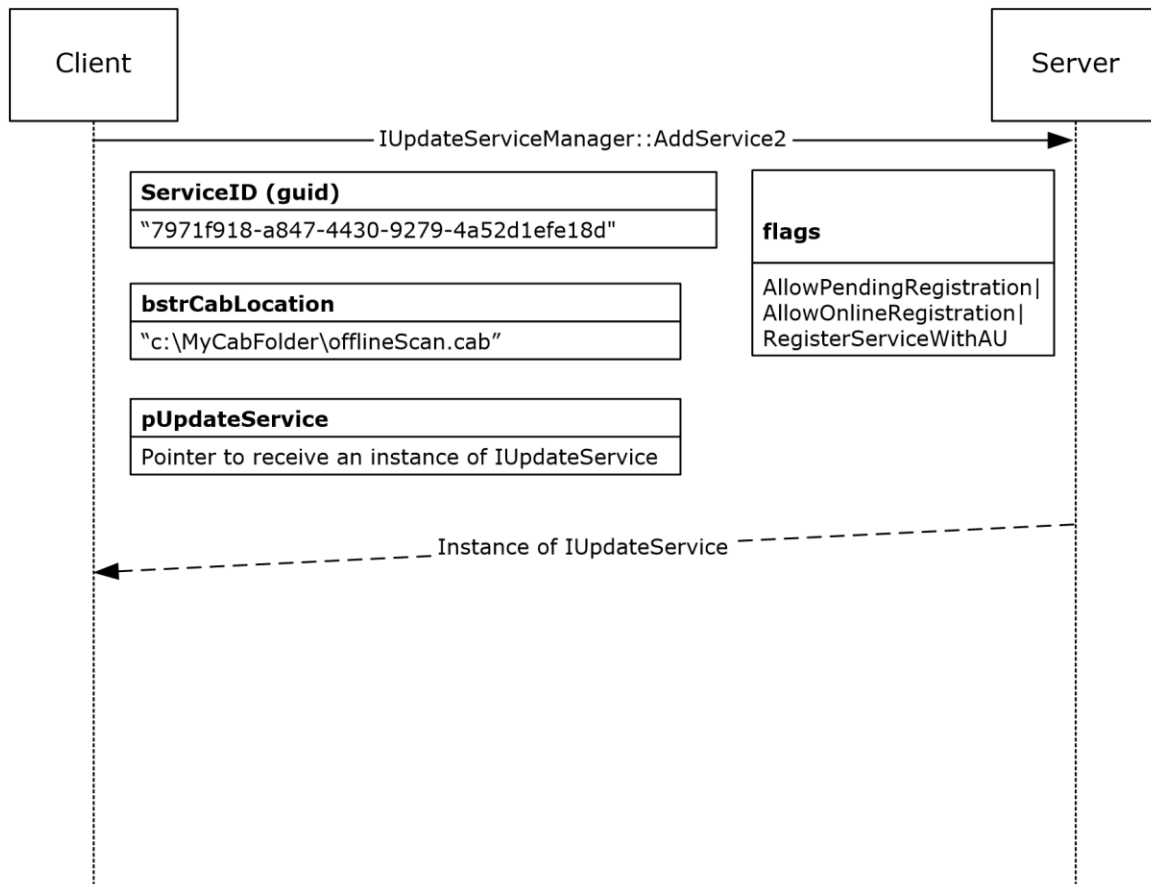 Client
Server
IUpdateServiceManager::AddService2
ServiceID (guid)
“7971f918-a847-4430-9279-4a52d1efe18d"
flags
AllowPendingRegistration|
AllowOnlineRegistration|
RegisterServiceWithAU
bstrCabLocation
“c:\MyCabFolder\offlineScan.cab”
pUpdateService
Pointer to receive an instance of IUpdateService
Instance of IUpdateService